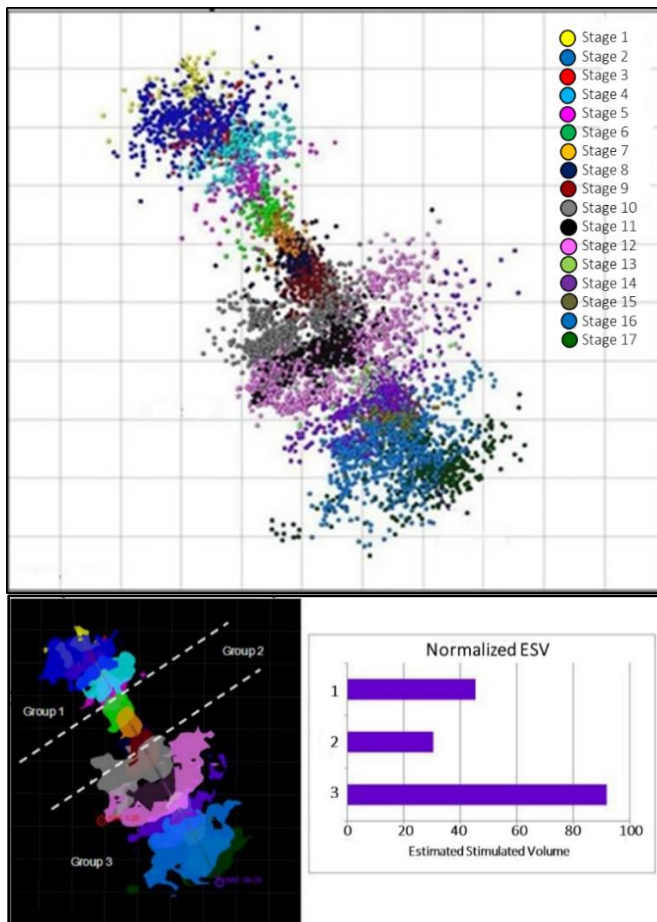 Stage 1
Stage 2
Stage 3
Stage 4
Stage 5
Stage 6
Stage 7
Stage 8
Stage 9
Stage 10
Stage 11
Stage 12
Stage 13
Stage 14
Stage 15
Stage 16
Stage 17
Group 2
Group 1
Group 3
Normalized ESV
1
2
3
0 20 40 60 80 100
Estimated Stimulated Volume